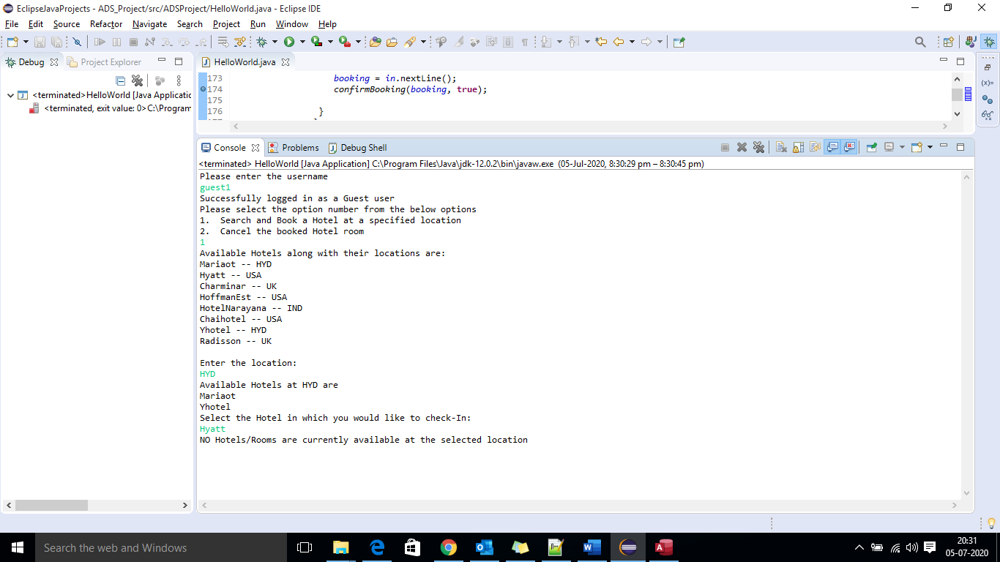 EclipseJavaProjects - ADS_Project/src/ADSProject/HelloWorld.java - Eclipse IDE
File Edit Source Refactor Navigate Search Project Run Window Help
Debug Project Explorer
<terminated>HelloWorld [Java Applicatic
<terminated, exit value: 0>C:\Program
HelloWorld.java
173 booking = in.nextLine();
174 confirmBooking(booking, true);
175
176 }
Console Problems Debug Shell
<terminated> HelloWorld [Java Application] C:\Program Files\Java\jdk-12.0.2\bin\javaw.exe (05-Jul-2020, 8:30:29 pm – 8:30:45 pm)
Please enter the username
guest1
Successfully logged in as a Guest user
Please select the option number from the below options
1. Search and Book a Hotel at a specified location
2. Cancel the booked Hotel room
1
Available Hotels along with their locations are:
Mariaot -- HYD
Hyatt -- USA
Charminar -- UK
HoffmanEst -- USA
HotelNarayana -- IND
Chaihotel -- USA
Yhotel -- HYD
Radisson -- UK
Enter the location:
HYD
Available Hotels at HYD are
Mariaot
Yhotel
Select the Hotel in which you would like to check-In:
Hyatt
NO Hotels/Rooms are currently available at the selected location
Search the web and Windows
20:31
05-07-2020